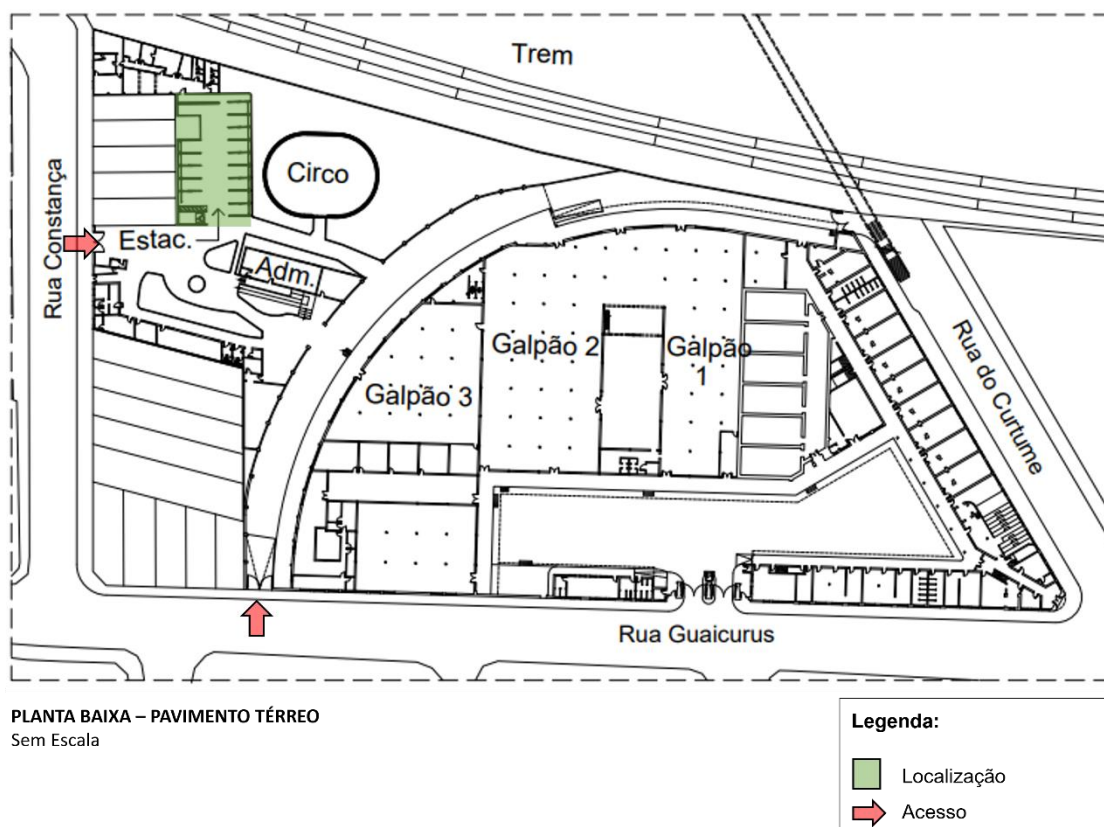 Trem
Rua Constança
Circo
Estac.
Adm.
Galpão 2
Galpão
1
Galpão 3
Rua do Curtume
Rua Guaicurus
PLANTA BAIXA – PAVIMENTO TÉRREO
Sem Escala
Legenda:
Localização
Acesso